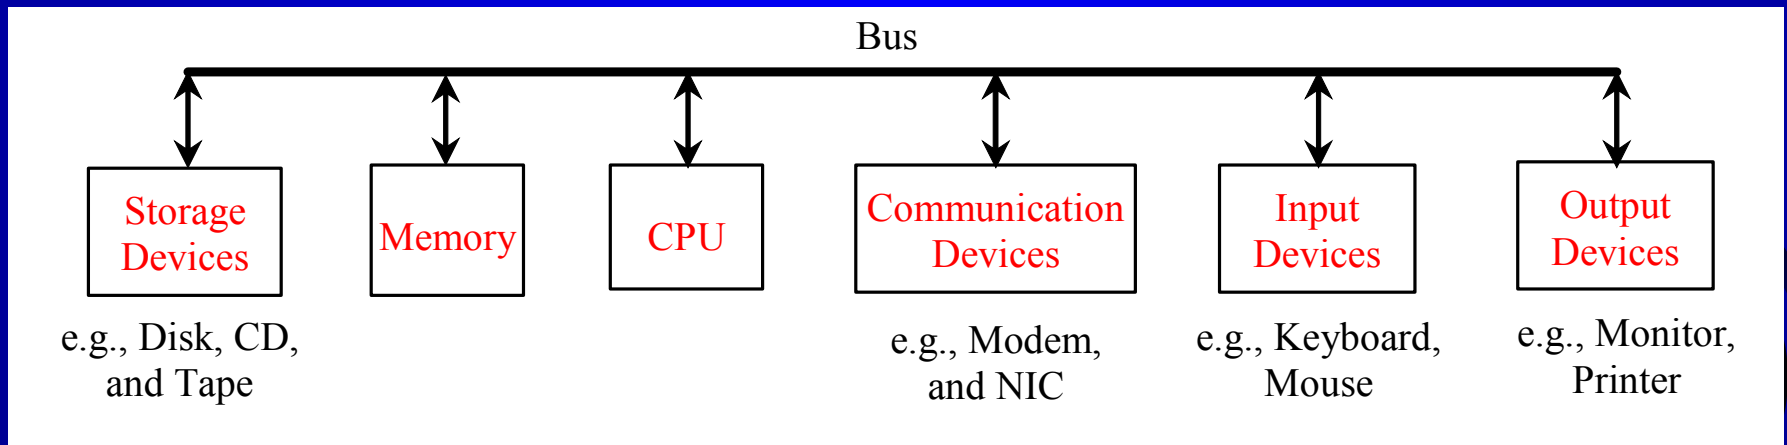 Bus
Storage
Devices
Memory
CPU
Communication
Devices
Input
Devices
Output
Devices
e.g., Disk, CD,
and Tape
e.g., Modem,
and NIC
e.g., Keyboard,
Mouse
e.g., Monitor,
Printer